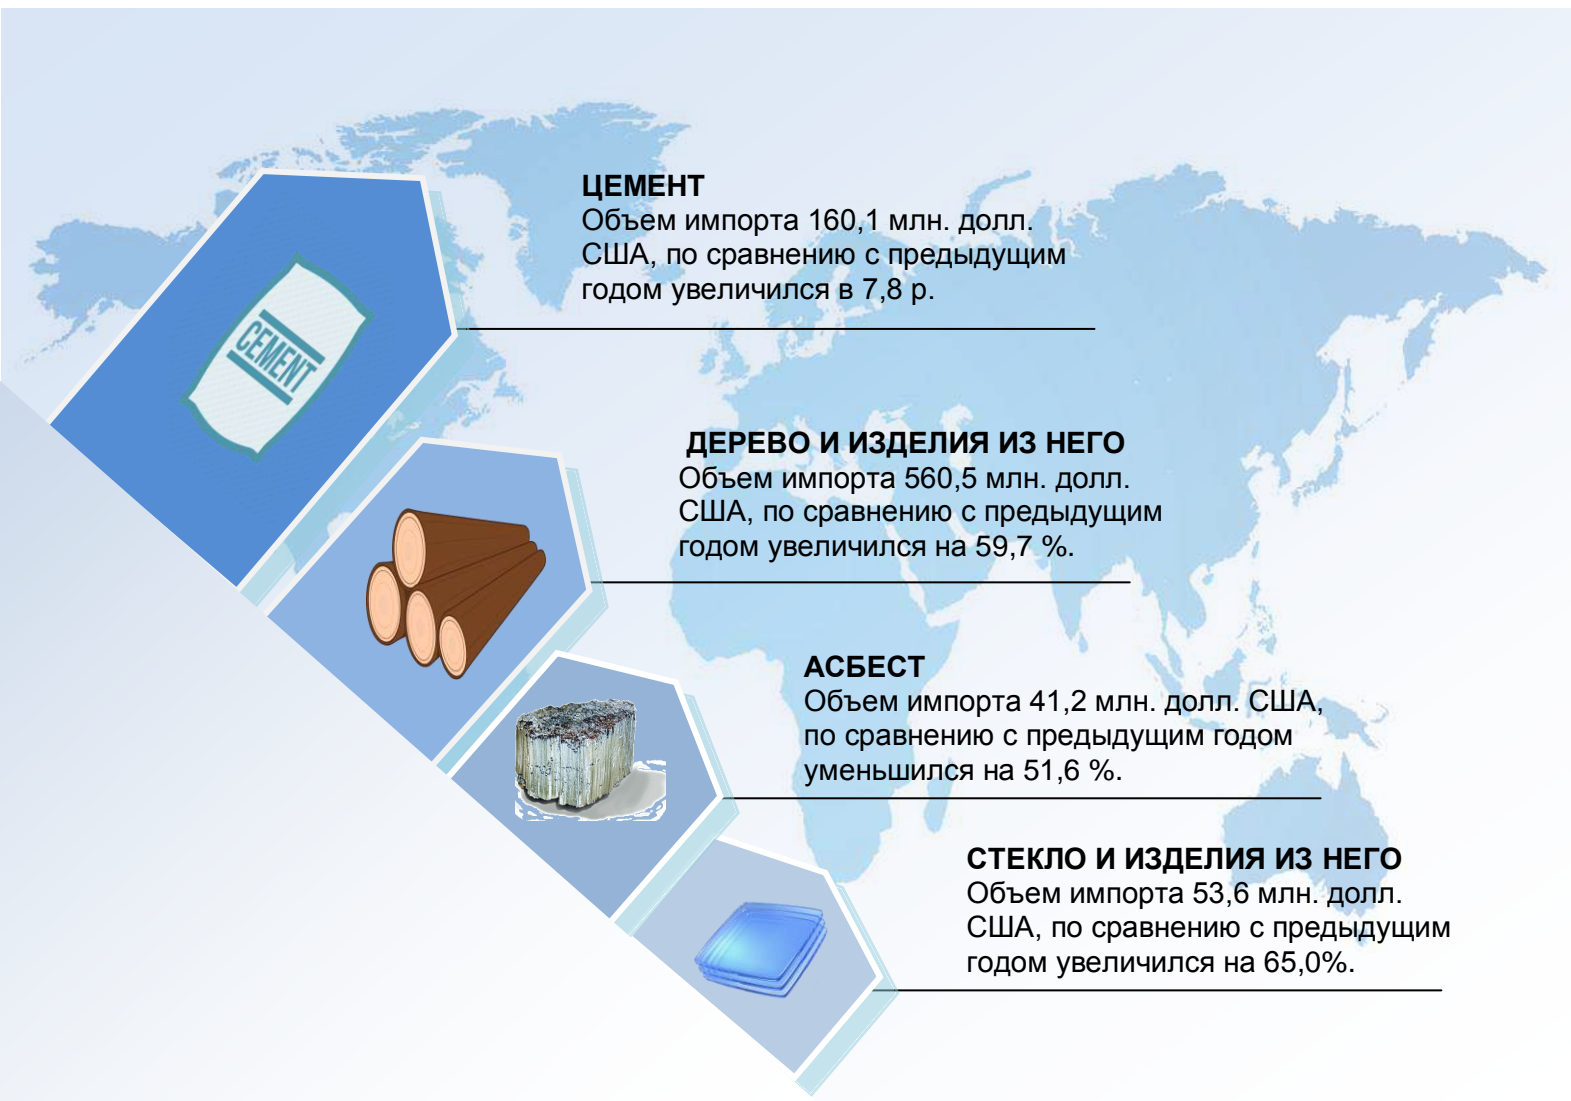 ЦЕМЕНТ
Объем импорта 160,1 млн. долл.
США, по сравнению с предыдущим
годом увеличился в 7,8 р.
CEMENT
ДЕРЕВО И ИЗДЕЛИЯ ИЗ НЕГО
Объем импорта 560,5 млн. долл.
США, по сравнению с предыдущим
годом увеличился на 59,7 %.
АСБЕСТ
Объем импорта 41,2 млн. долл. США,
по сравнению с предыдущим годом
уменьшился на 51,6 %.
СТЕКЛО И ИЗДЕЛИЯ ИЗ НЕГО
Объем импорта 53,6 млн. долл.
США, по сравнению с предыдущим
годом увеличился на 65,0%.